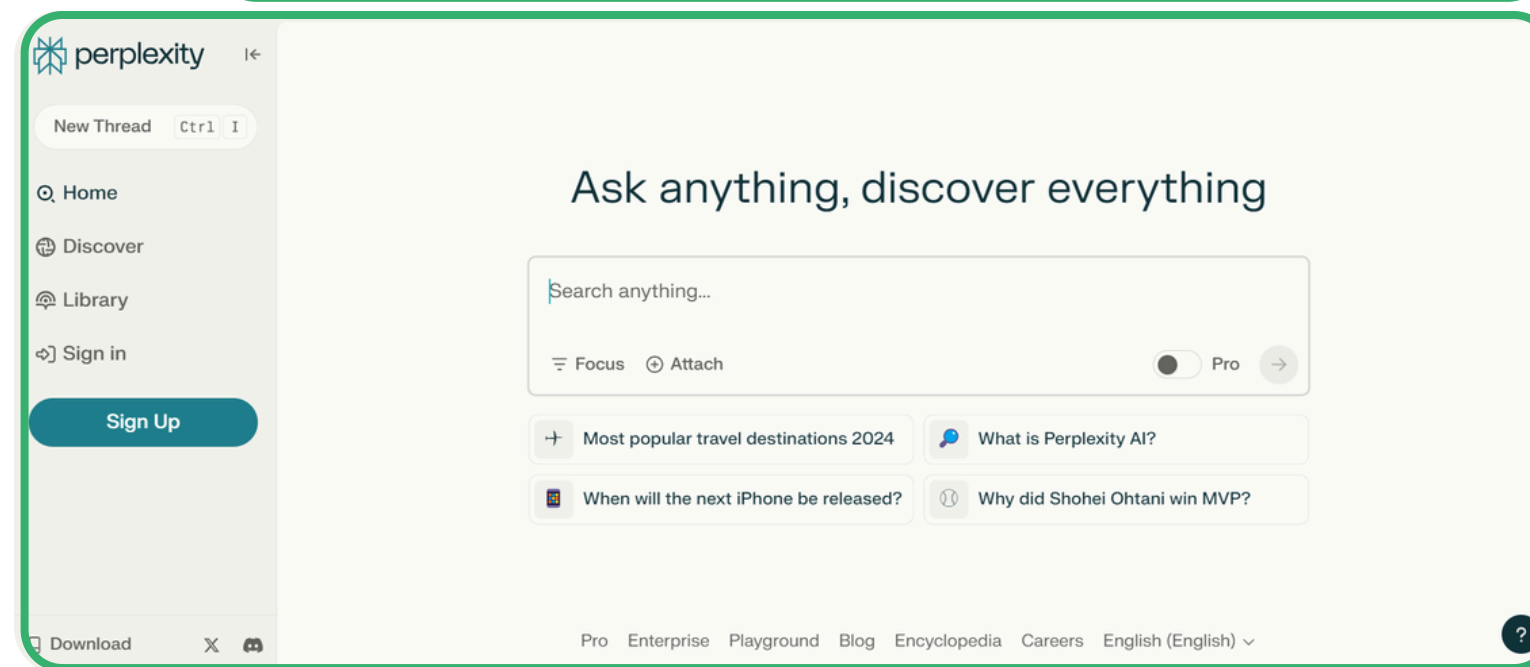 perplexity
New Thread Ctrl I
Home
Discover
Library
Sign in
Sign Up
Download
Ask anything, discover everything
Search anything...
Focus Attach Pro
Most popular travel destinations 2024
What is Perplexity AI?
When will the next iPhone be released?
Why did Shohei Ohtani win MVP?
Pro Enterprise Playground Blog Encyclopedia Careers English (English)
?